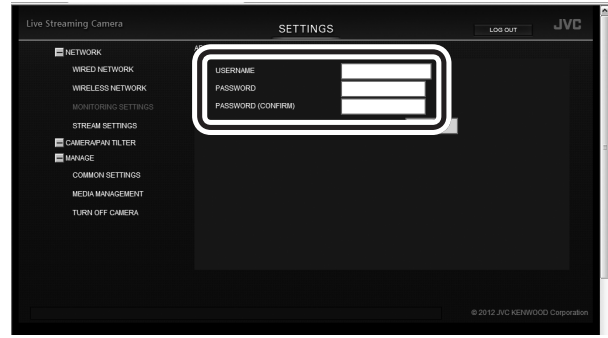 Live Streaming Camera
SETTINGS
LOG OUT
JVC
NETWORK
WIRED NETWORK
WIRELESS NETWORK
MONITORING SETTINGS
STREAM SETTINGS
CAMERA/PAN TILTER
MANAGE
COMMON SETTINGS
MEDIA MANAGEMENT
TURN OFF CAMERA
USERNAME
PASSWORD
PASSWORD (CONFIRM)
© 2012 JVC KENWOOD Corporation